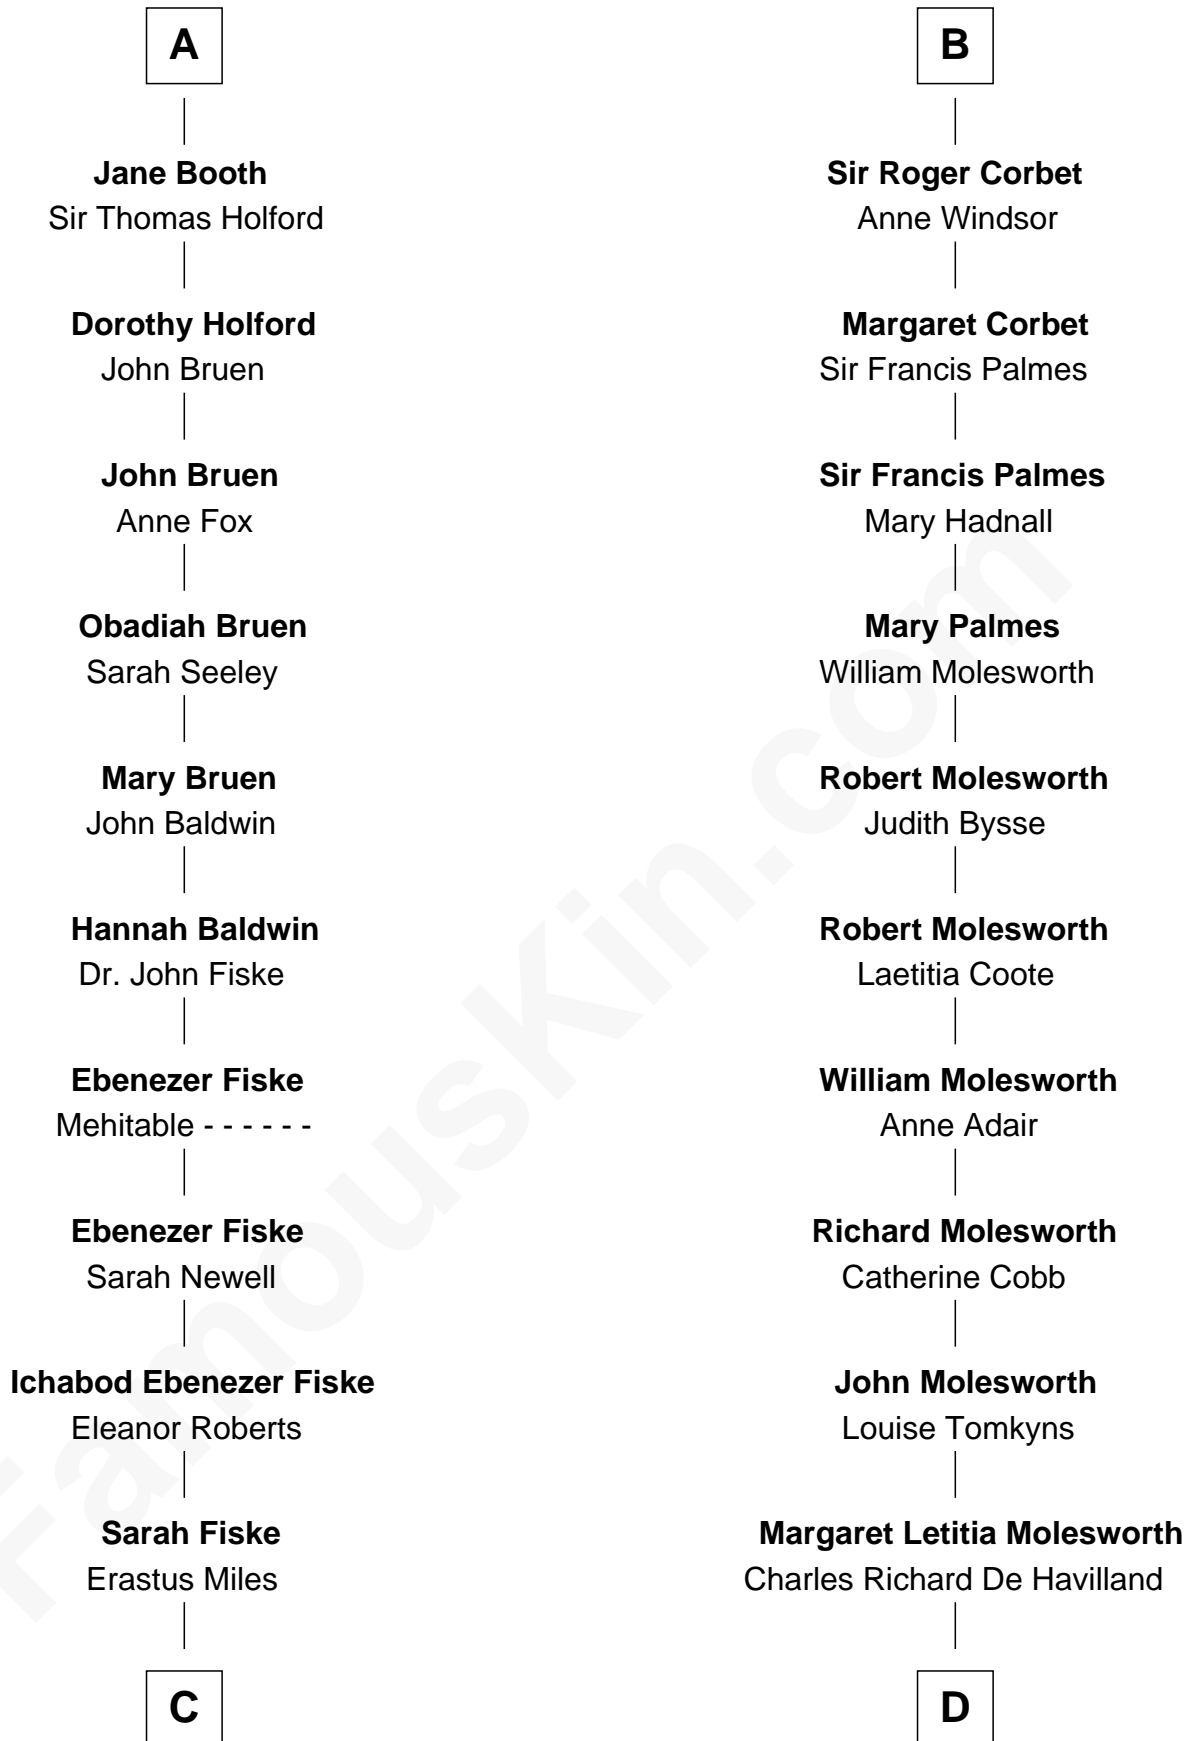 A
Jane Booth
Sir Thomas Holford
Dorothy Holford
John Bruen
John Bruen
Anne Fox
Obadiah Bruen
Sarah Seeley
Mary Bruen
John Baldwin
Hannah Baldwin
Dr. John Fiske
Ebenezer Fiske
Mehitable - - - - - -
Ebenezer Fiske
Sarah Newell
Ichabod Ebenezer Fiske
Eleanor Roberts
Sarah Fiske
Erastus Miles
C
B
Sir Roger Corbet
Anne Windsor
Margaret Corbet
Sir Francis Palmes
Sir Francis Palmes
Mary Hadnall
Mary Palmes
William Molesworth
Robert Molesworth
Judith Bysse
Robert Molesworth
Laetitia Coote
William Molesworth
Anne Adair
Richard Molesworth
Catherine Cobb
John Molesworth
Louise Tomkyns
Margaret Letitia Molesworth
Charles Richard De Havilland
D
FamousKin.com